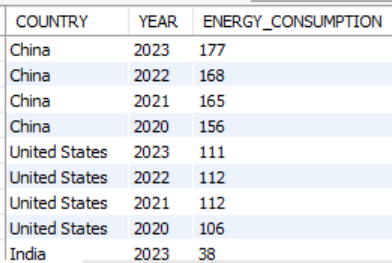 COUNTRY YEAR ENERGY_CONSUMPTION
China 2023 177
China 2022 168
China 2021 165
China 2020 156
United States 2023 111
United States 2022 112
United States 2021 112
United States 2020 106
India 2023 38